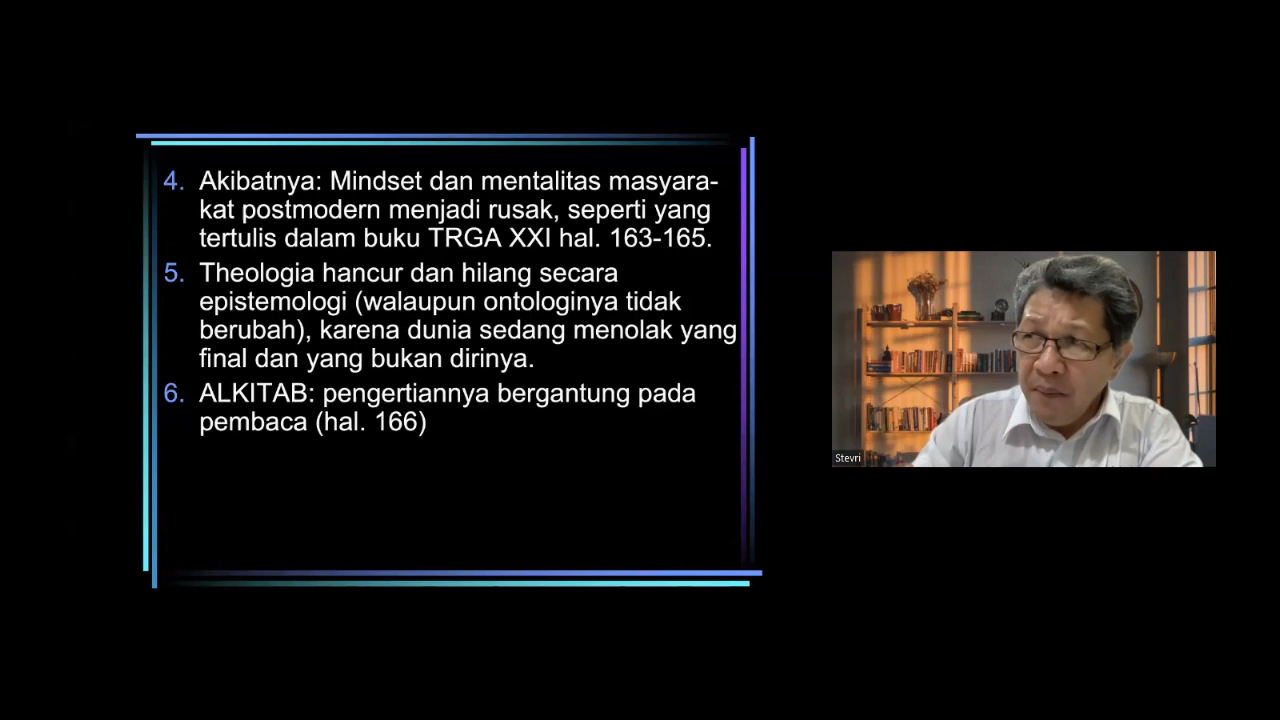 4. Akibatnya: Mindset dan mentalitas masyara-
kat postmodern menjadi rusak, seperti yang
tertulis dalam buku TRGA XXI hal. 163-165.
5. Theologia hancur dan hilang secara
epistemologi (walaupun ontologinya tidak
berubah), karena dunia sedang menolak yang
final dan yang bukan dirinya.
6. ALKITAB: pengertiannya bergantung pada
pembaca (hal. 166)
Stevri